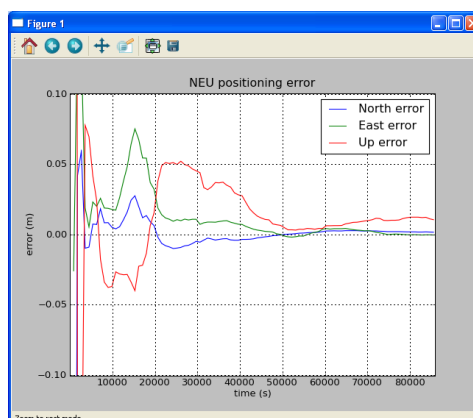 Figure 1
NEU positioning error
0.10
North error
East error
Up error
0.05
error (m)
0.00
−0.05
−0.10
10000 20000 30000 40000 50000 60000 70000 80000
time (s)